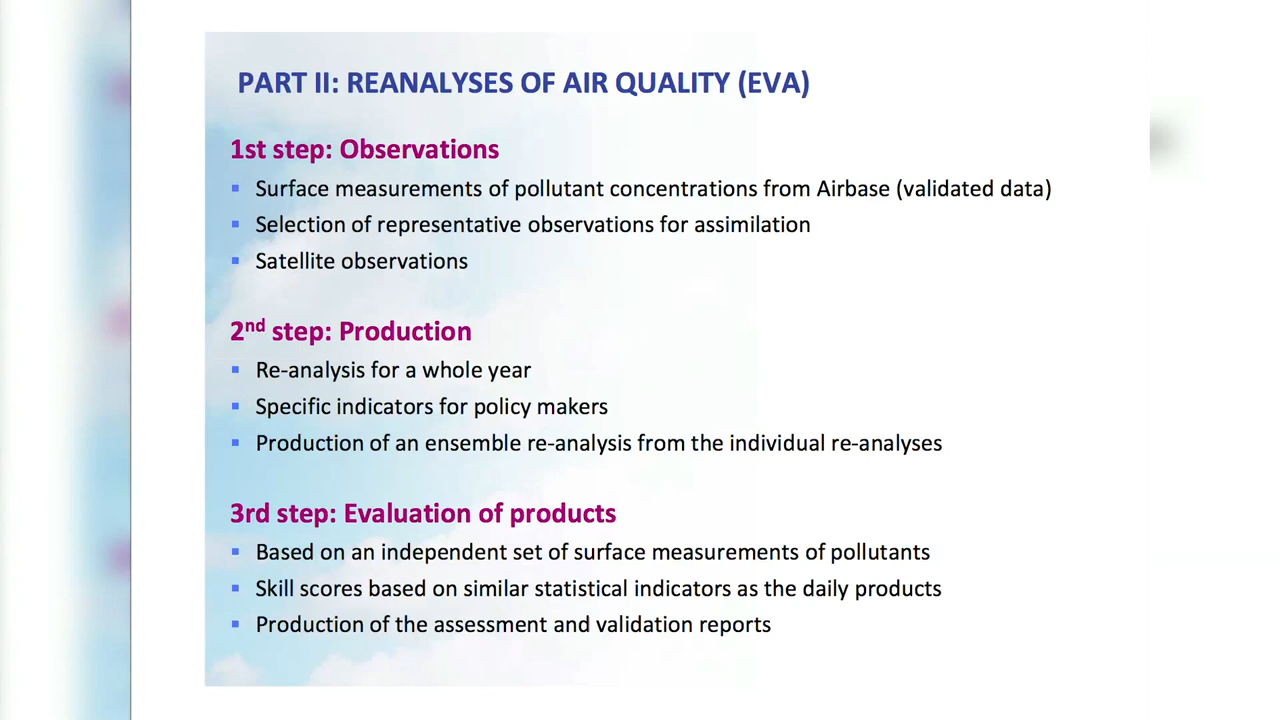 PART II: REANALYSES OF AIR QUALITY (EVA)
1st step: Observations
▪ Surface measurements of pollutant concentrations from Airbase (validated data)
▪ Selection of representative observations for assimilation
▪ Satellite observations
2nd step: Production
▪ Re-analysis for a whole year
▪ Specific indicators for policy makers
▪ Production of an ensemble re-analysis from the individual re-analyses
3rd step: Evaluation of products
▪ Based on an independent set of surface measurements of pollutants
▪ Skill scores based on similar statistical indicators as the daily products
▪ Production of the assessment and validation reports